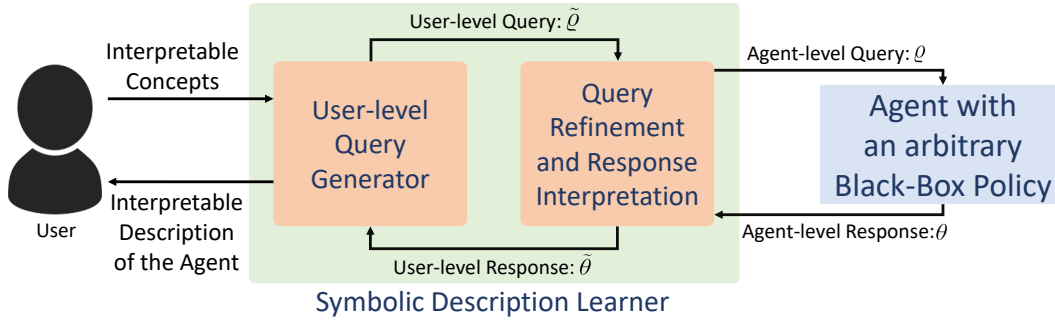 Interpretable
Concepts
User
Interpretable
Description
of the Agent
User-level Query: ϱ̃
User-level
Query
Generator
Query
Refinement
and Response
Interpretation
User-level Response: θ̃
Symbolic Description Learner
Agent-level Query: ϱ
Agent with
an arbitrary
Black-Box Policy
Agent-level Response:θ